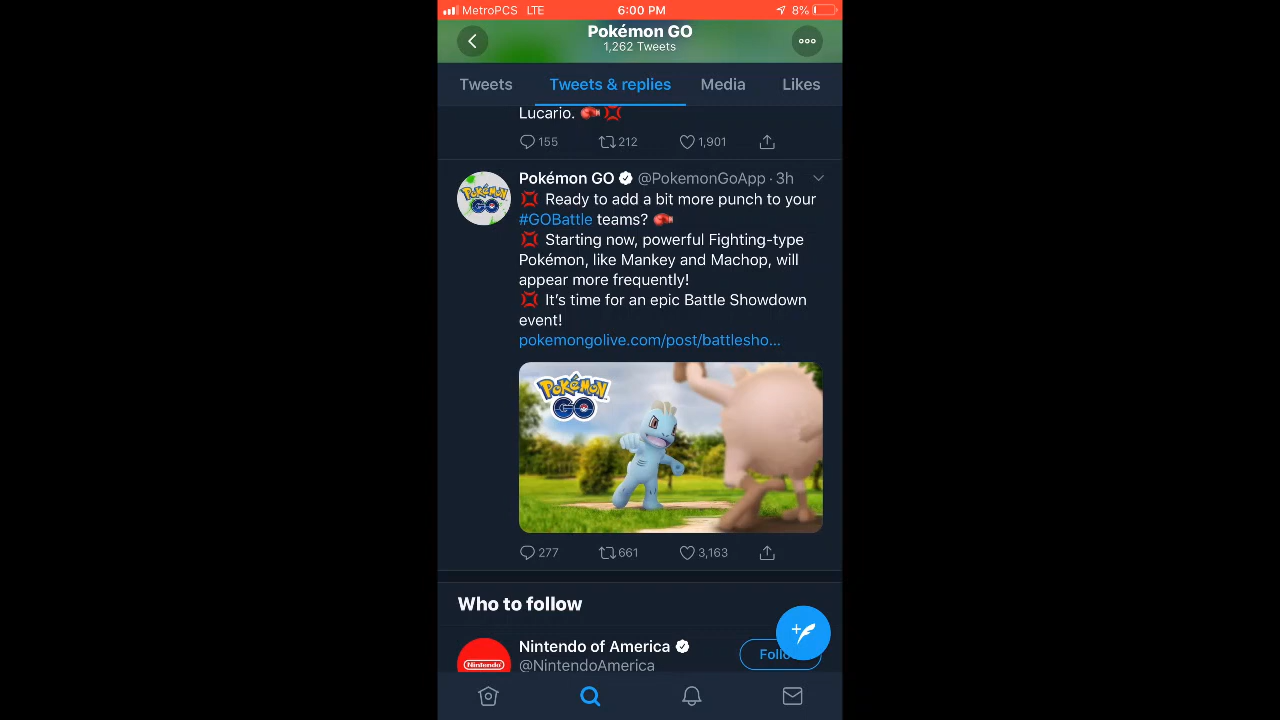 MetroPCS LTE 6:00 PM 8%
Pokémon GO
1,262 Tweets
Tweets Tweets & replies Media Likes
Lucario.
155 212 1,901
Pokémon GO @PokemonGoApp · 3h
Ready to add a bit more punch to your
#GOBattle teams?
Starting now, powerful Fighting-type
Pokémon, like Mankey and Machop, will
appear more frequently!
It’s time for an epic Battle Showdown
event!
pokemongolive.com/post/battlesho...
Pokémon
GO
277 661 3,163
Who to follow
Nintendo of America
@NintendoAmerica
Nintendo